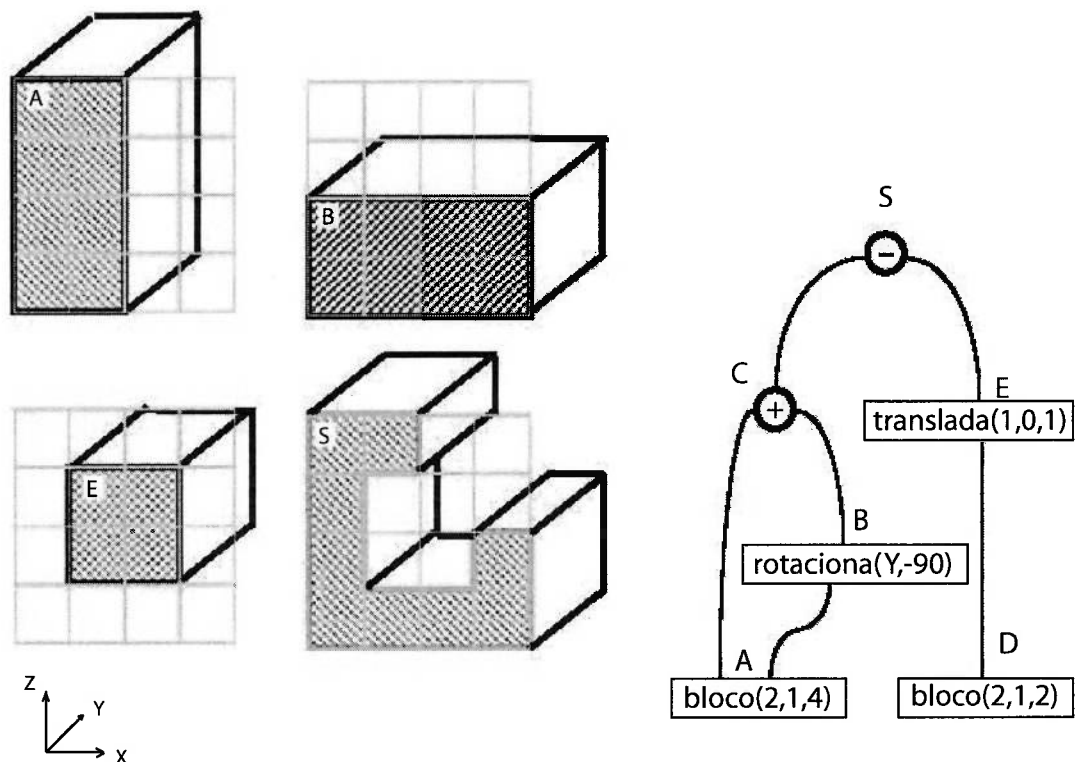 A
B
S
-
C
+
E
translada(1,0,1)
E
S
B
rotaciona(Y,-90)
A
bloco(2,1,4)
D
bloco(2,1,2)
Z
Y
X